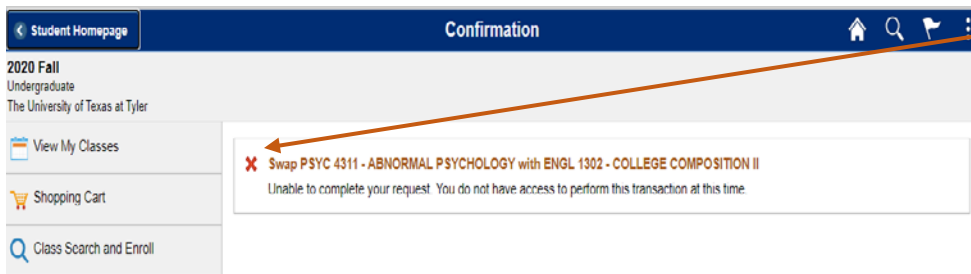 Student Homepage
Confirmation
2020 Fall
Undergraduate
The University of Texas at Tyler
View My Classes
Shopping Cart
Class Search and Enroll
Swap PSYC 4311 - ABNORMAL PSYCHOLOGY with ENGL 1302 - COLLEGE COMPOSITION II
Unable to complete your request. You do not have access to perform this transaction at this time.